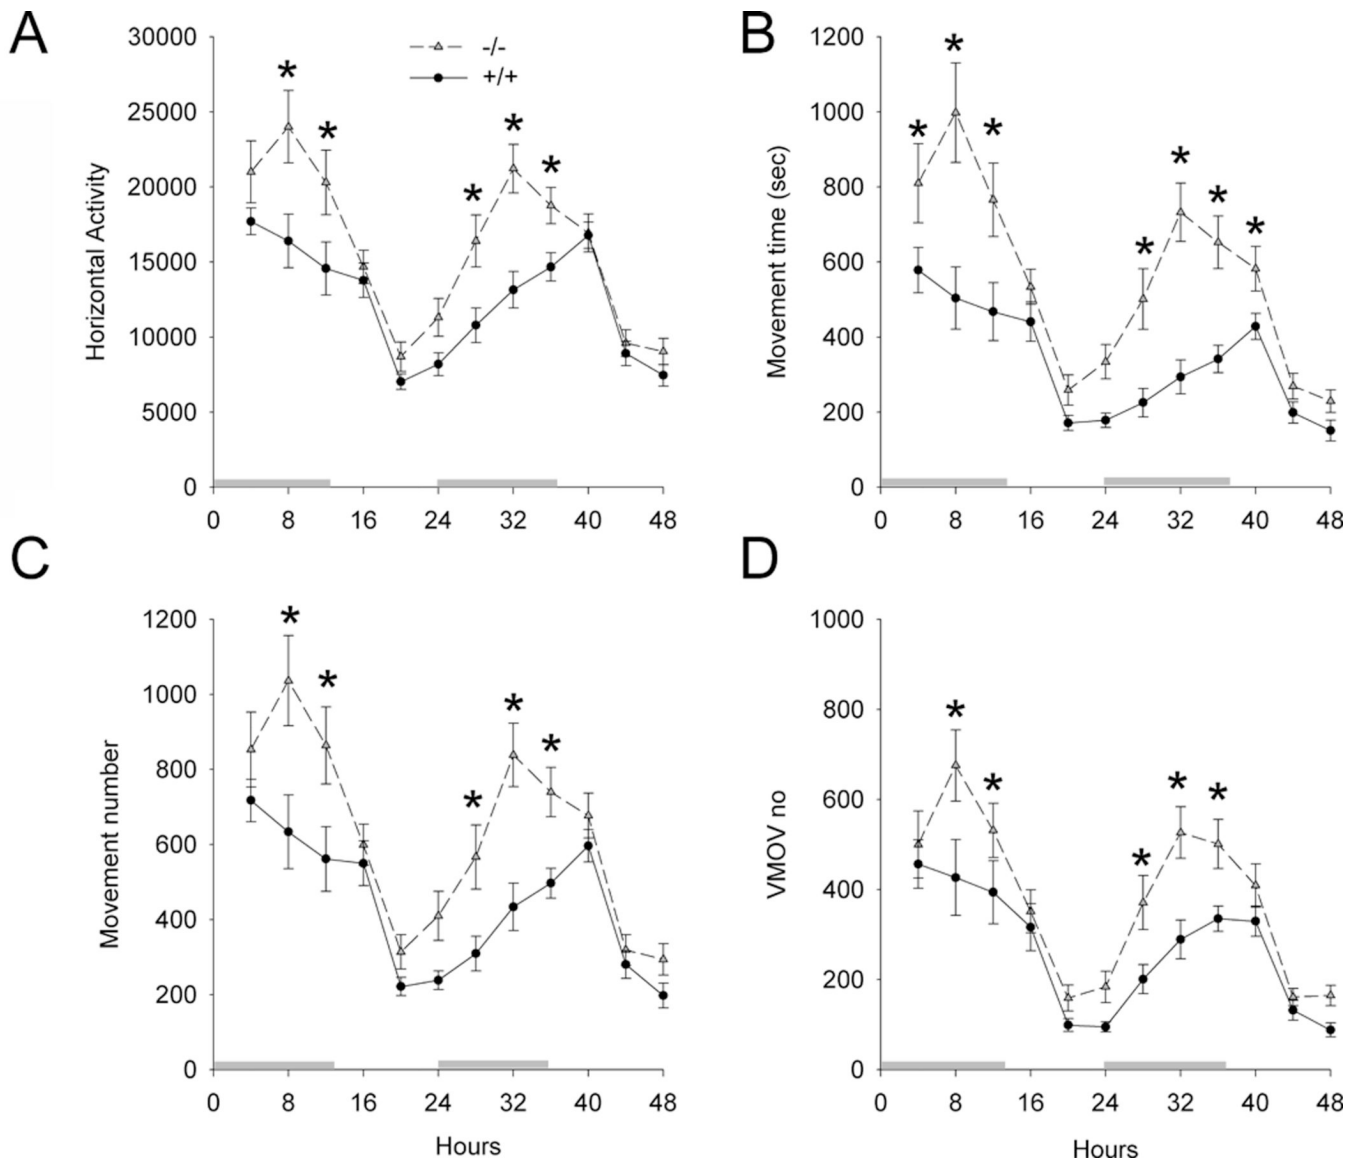 A
B
-/-
+/+
30000
25000
20000
15000
10000
5000
0
Horizontal Activity
* * * * *
0 8 16 24 32 40 48
1200
1000
800
600
400
200
0
Movement time (sec)
* * * * * * *
0 8 16 24 32 40 48
C
D
1200
1000
800
600
400
200
0
Movement number
* * * * *
0 8 16 24 32 40 48
Hours
1000
800
600
400
200
0
VMOV no
* * * * *
0 8 16 24 32 40 48
Hours